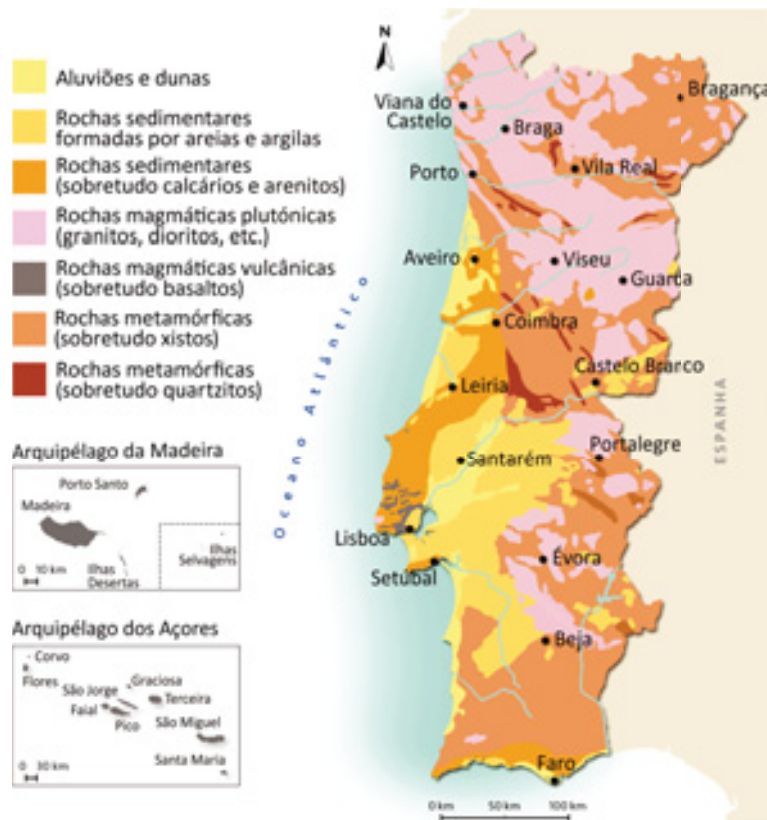 Aluviões e dunas
Rochas sedimentares
formadas por areias e argilas
Rochas sedimentares
(sobretudo calcários e arenitos)
Rochas magmáticas plutónicas
(granitos, dioritos, etc.)
Rochas magmáticas vulcânicas
(sobretudo basaltos)
Rochas metamórficas
(sobretudo xistos)
Rochas metamórficas
(sobretudo quartzitos)
Arquipélago da Madeira
Porto Santo
Madeira
Ilhas
Selvagens
Ilhas
Desertas
0 10 km
Arquipélago dos Açores
Corvo
Flores
Graciosa
São Jorge
Terceira
Faial
Pico
São Miguel
Santa Maria
0 30 km
N
Bragança
Viana do
Castelo
Braga
Vila Real
Porto
Aveiro
Viseu
Guarda
Coimbra
Castelo Branco
Leiria
Portalegre
Santarém
Lisboa
Setúbal
Évora
Beja
Faro
Oceano Atlântico
ESPANHA
0 km 50 km 100 km